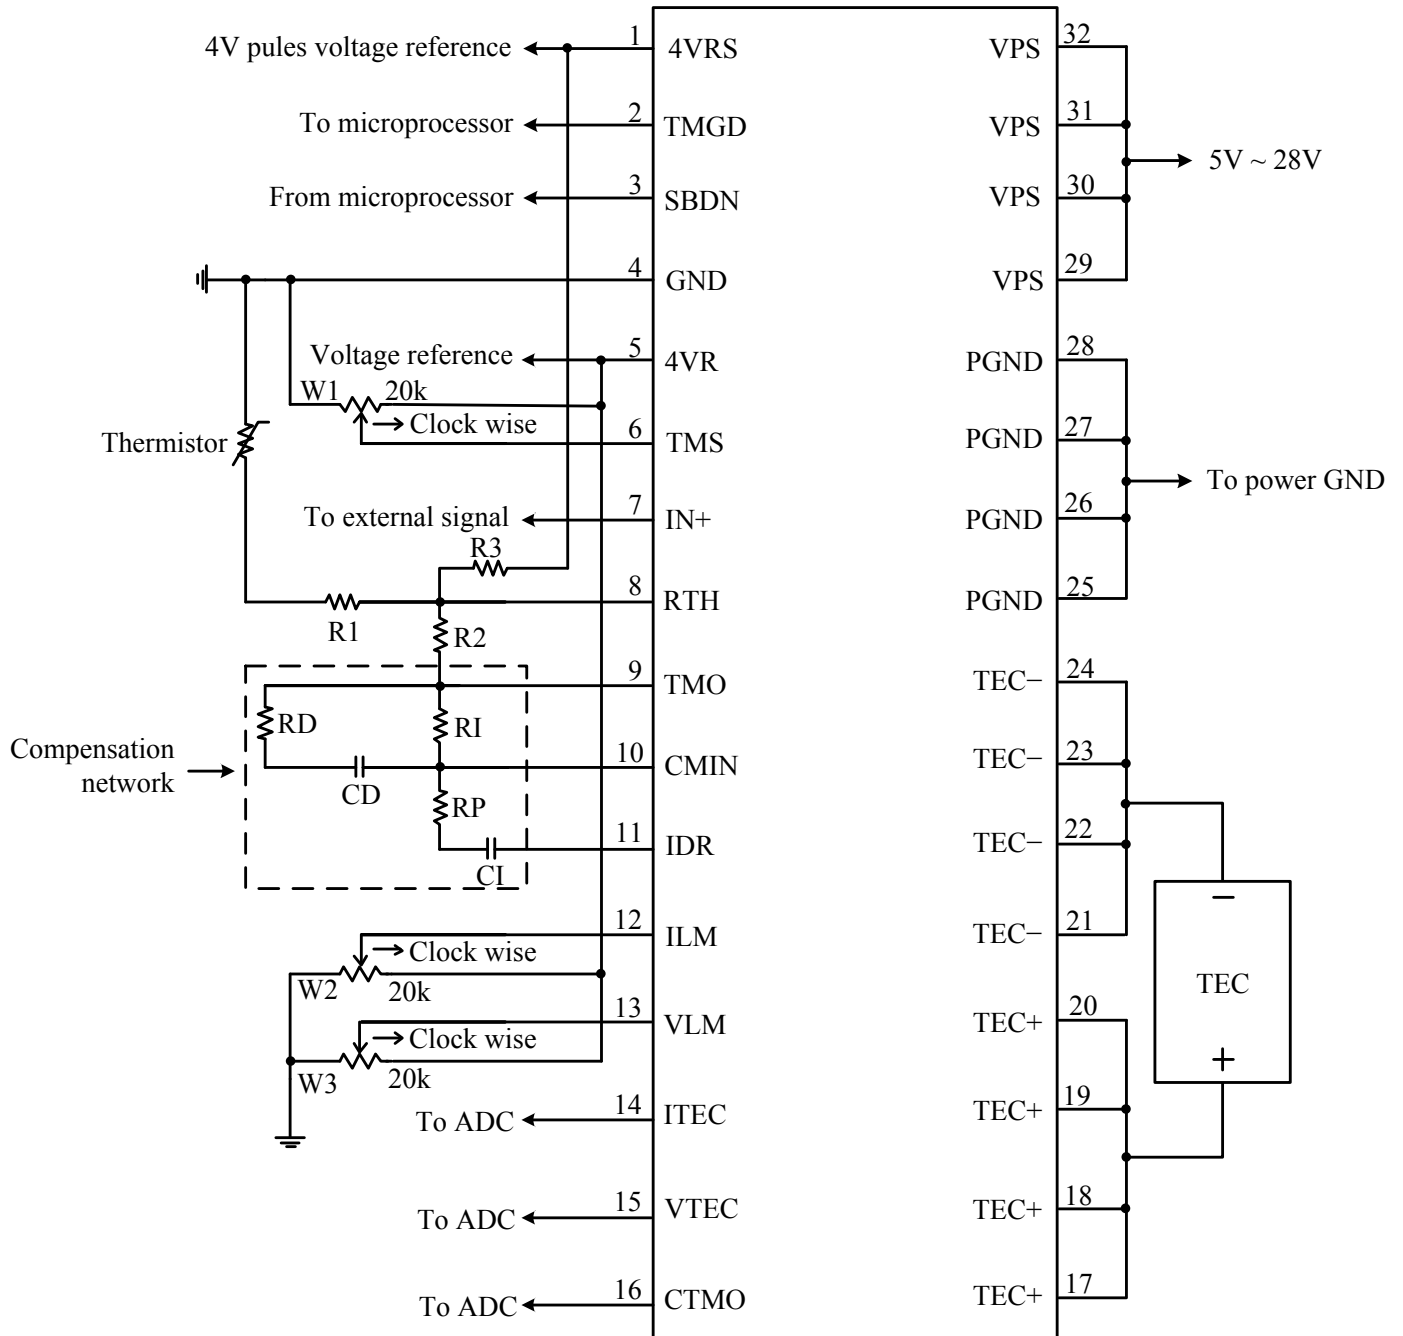 4V pules voltage reference 1 4VRS VPS 32
To microprocessor 2 TMGD VPS 31
5V ~ 28V
From microprocessor 3 SBDN VPS 30
4 GND VPS 29
Voltage reference 5 4VR PGND 28
W1 20k
Clock wise
Thermistor 6 TMS PGND 27
To power GND
To external signal 7 IN+ PGND 26
R3
8 RTH PGND 25
R1 R2
9 TMO TEC− 24
RD RI
Compensation
network
10 CMIN TEC− 23
CD RP
11 IDR TEC− 22
CI
12 ILM TEC− 21
Clock wise
W2 20k
−
TEC
+
13 VLM TEC+ 20
Clock wise
W3 20k
To ADC 14 ITEC TEC+ 19
To ADC 15 VTEC TEC+ 18
To ADC 16 CTMO TEC+ 17